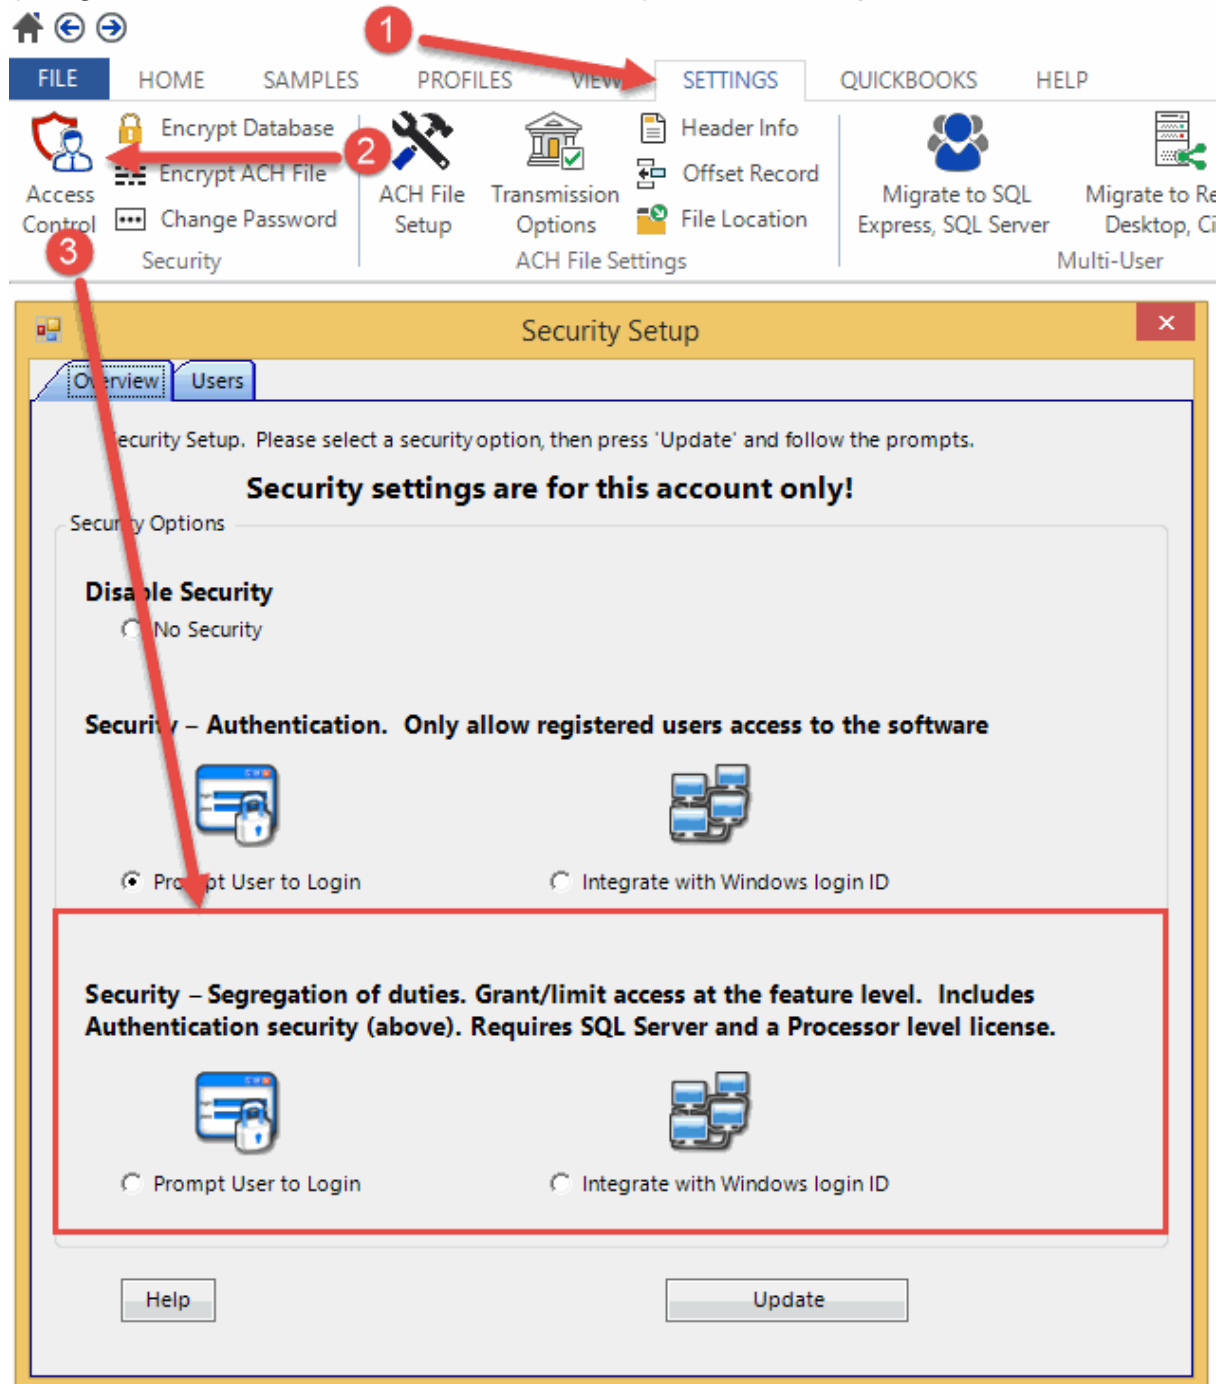 1
FILE HOME SAMPLES PROFILES VIEW SETTINGS QUICKBOOKS HELP
Encrypt Database
2
Encrypt ACH File
Change Password
Access
Control
3
Security
ACH File
Setup
Transmission
Options
Header Info
Offset Record
File Location
ACH File Settings
Migrate to SQL
Express, SQL Server
Migrate to Re
Desktop, Ci
Multi-User
Security Setup
Overview Users
Security Setup. Please select a security option, then press 'Update' and follow the prompts.
Security settings are for this account only!
Security Options
Disable Security
No Security
Security – Authentication. Only allow registered users access to the software
Prompt User to Login
Integrate with Windows login ID
Security – Segregation of duties. Grant/limit access at the feature level. Includes
Authentication security (above). Requires SQL Server and a Processor level license.
Prompt User to Login
Integrate with Windows login ID
Help
Update